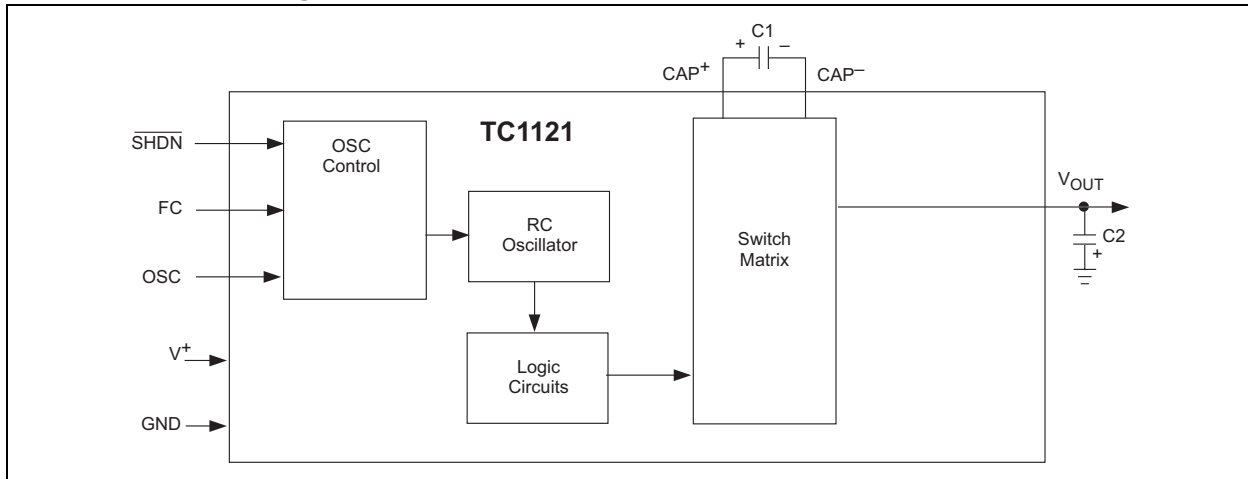 C1
+ –
CAP+ CAP–
TC1121
SHDN
OSC
Control
FC
OSC
RC
Oscillator
Switch
Matrix
VOUT
C2
+
V+
Logic
Circuits
GND